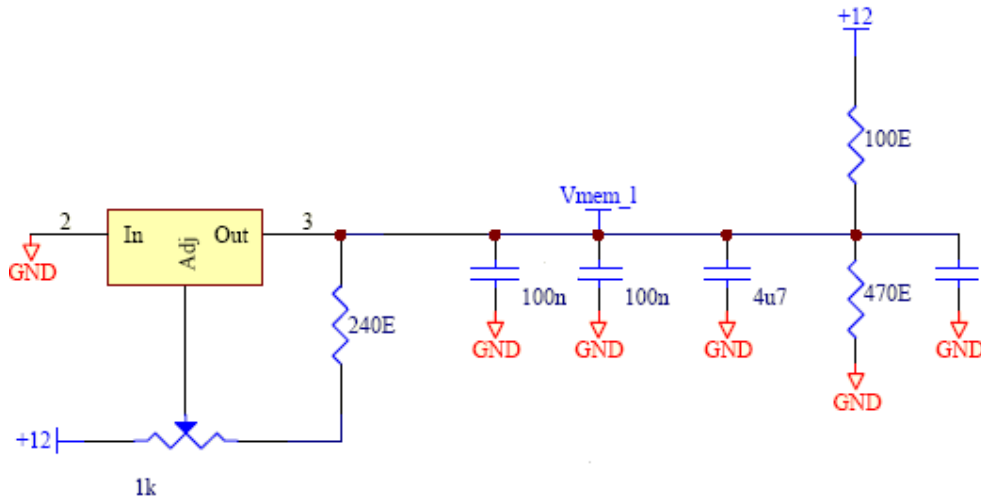 +12
100E
Vmem_1
2
In
Out
3
Adj
GND
100n
100n
4u7
470E
240E
GND
GND
GND
GND
GND
+12
1k